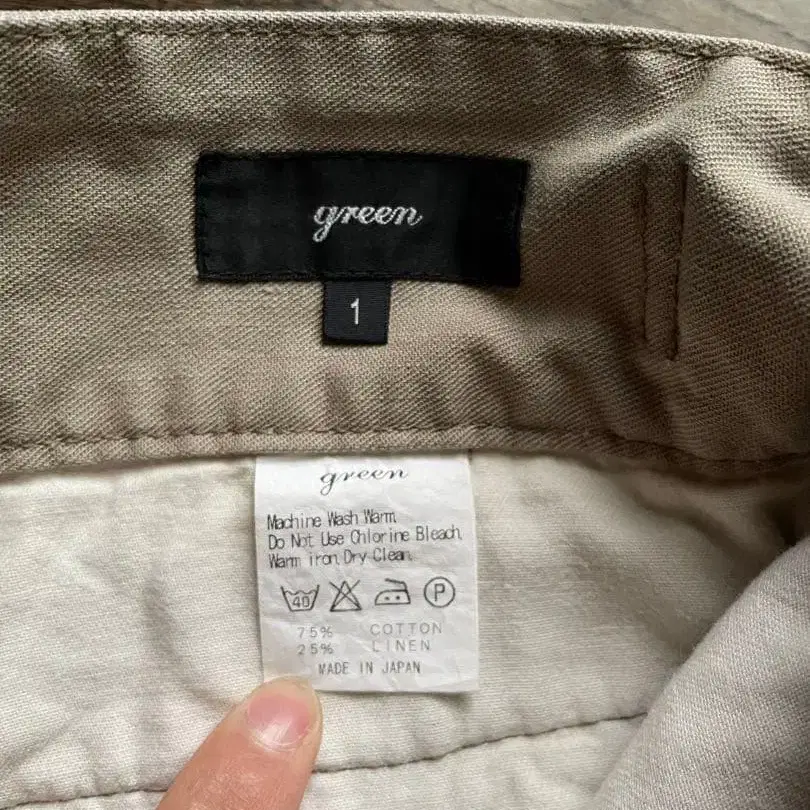 green
1
green
Machine Wash Warm.
Do Not Use Chlorine Bleach.
Warm iron Dry Clean.
40 P
75% COTTON
25% LINEN
MADE IN JAPAN